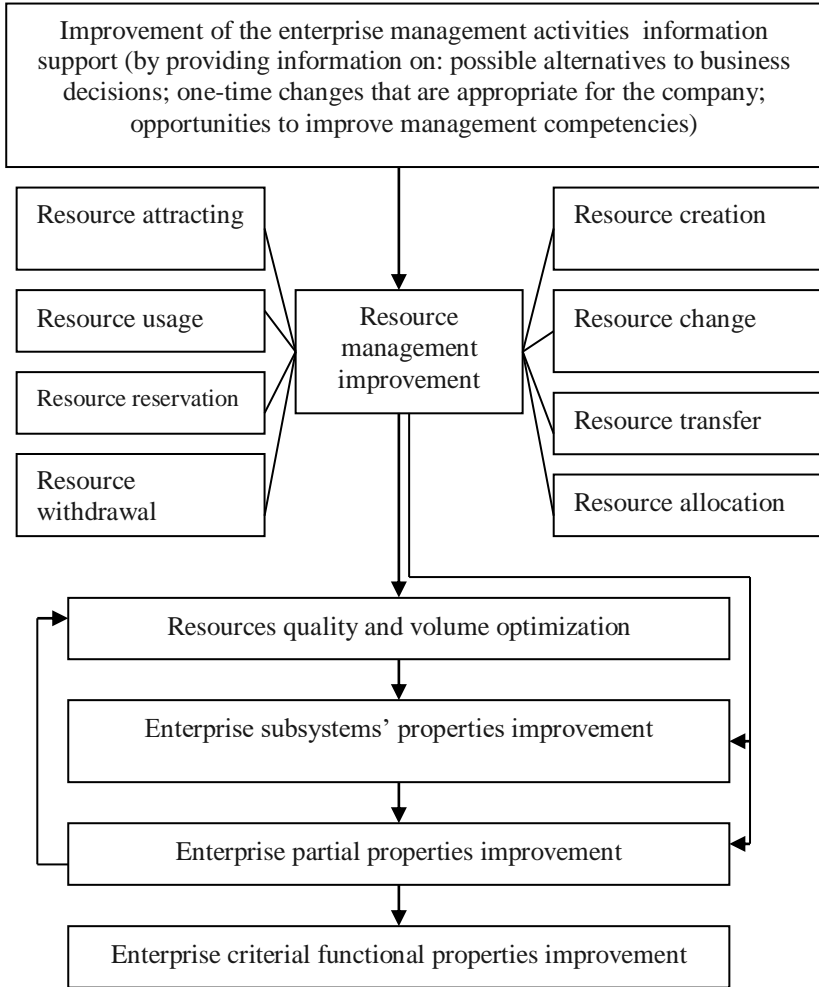 Improvement of the enterprise management activities information
support (by providing information on: possible alternatives to business
decisions; one-time changes that are appropriate for the company;
opportunities to improve management competencies)
Resource attracting
Resource usage
Resource reservation
Resource
withdrawal
Resource
management
improvement
Resource creation
Resource change
Resource transfer
Resource allocation
Resources quality and volume optimization
Enterprise subsystems’ properties improvement
Enterprise partial properties improvement
Enterprise criterial functional properties improvement